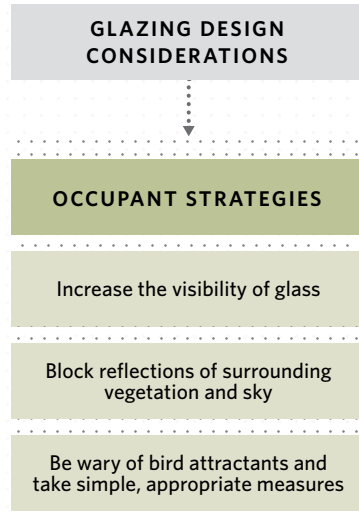 GLAZING DESIGN
CONSIDERATIONS
OCCUPANT STRATEGIES
Increase the visibility of glass
Block reflections of surrounding
vegetation and sky
Be wary of bird attractants and
take simple, appropriate measures